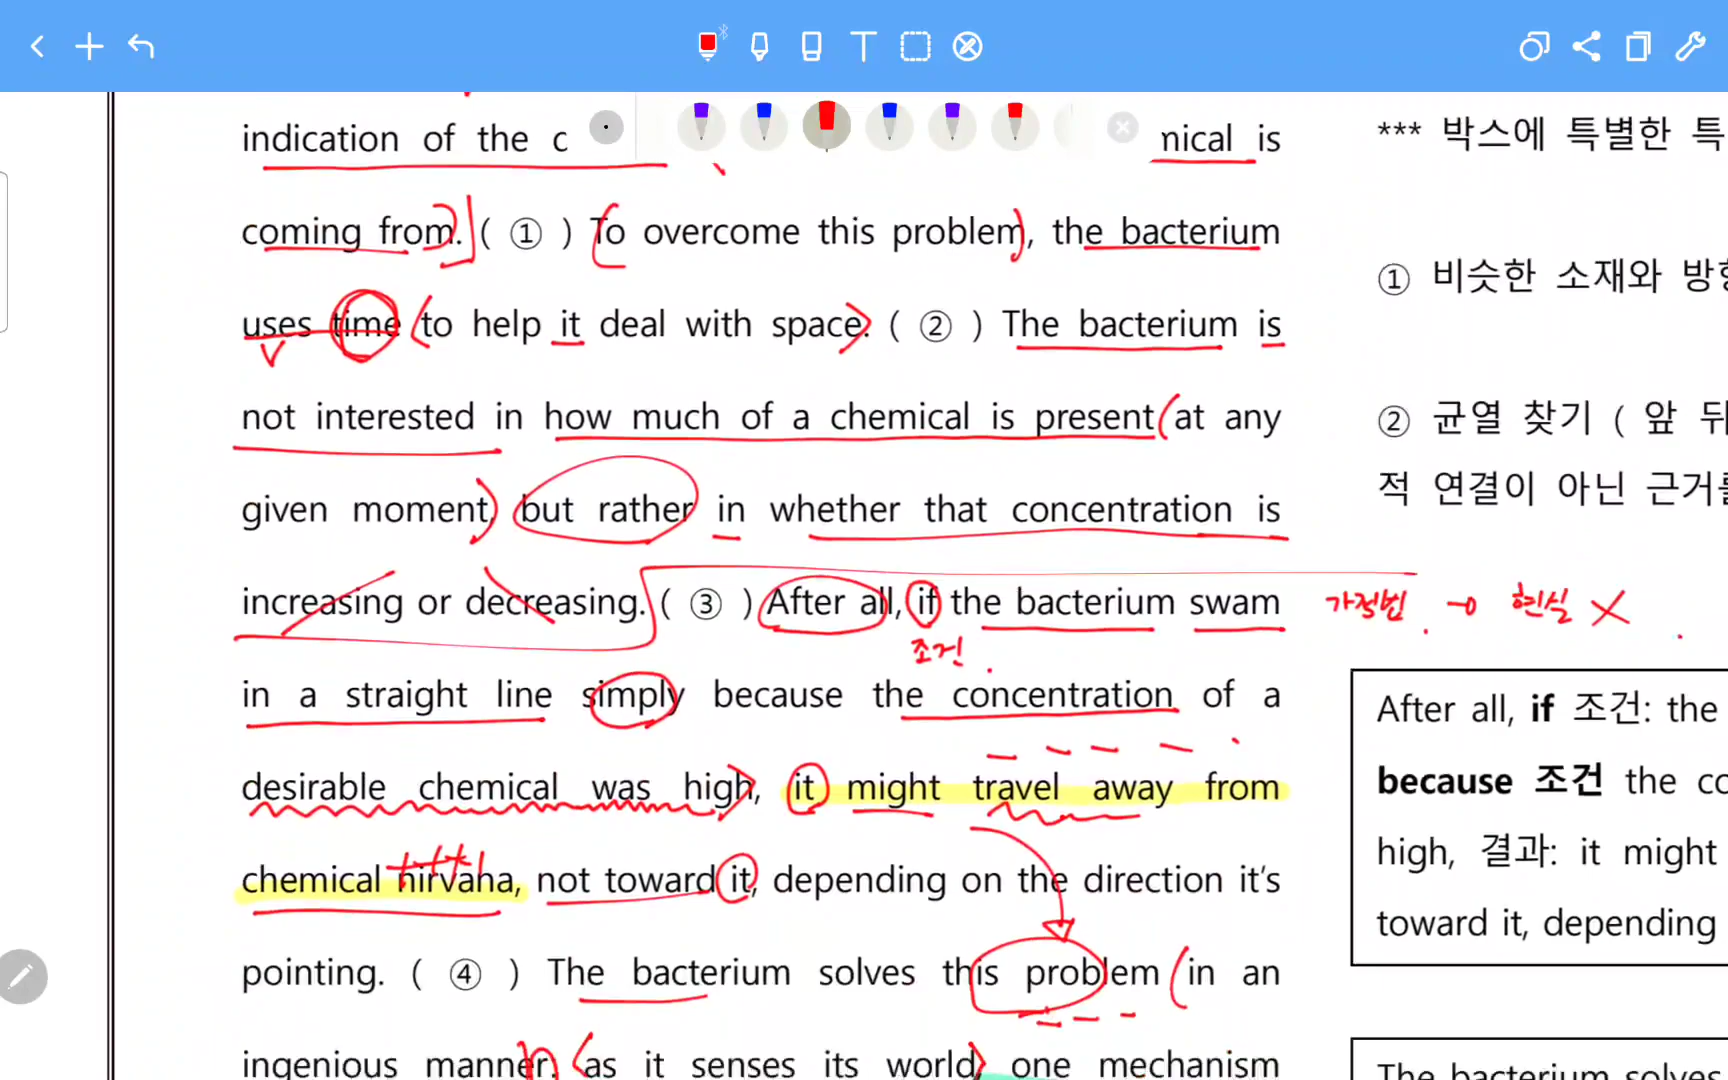 indication of the c
nical is
coming from. ( ① ) To overcome this problem, the bacterium
uses time to help it deal with space. ( ② ) The bacterium is
not interested in how much of a chemical is present at any
given moment, but rather in whether that concentration is
increasing or decreasing. ( ③ ) After all, if the bacterium swam
조건
in a straight line simply because the concentration of a
desirable chemical was high, it might travel away from
chemical nirvana, not toward it, depending on the direction it's
pointing. ( ④ ) The bacterium solves this problem in an
ingenious manner: as it senses its world, one mechanism
*** 박스에 특별한 특
① 비슷한 소재와 방향
② 균열 찾기 ( 앞 뒤
적 연결이 아닌 근거를
가정법 → 현실 X
After all, if 조건: the
because 조건 the co
high, 결과: it might
toward it, depending
The bacterium solves